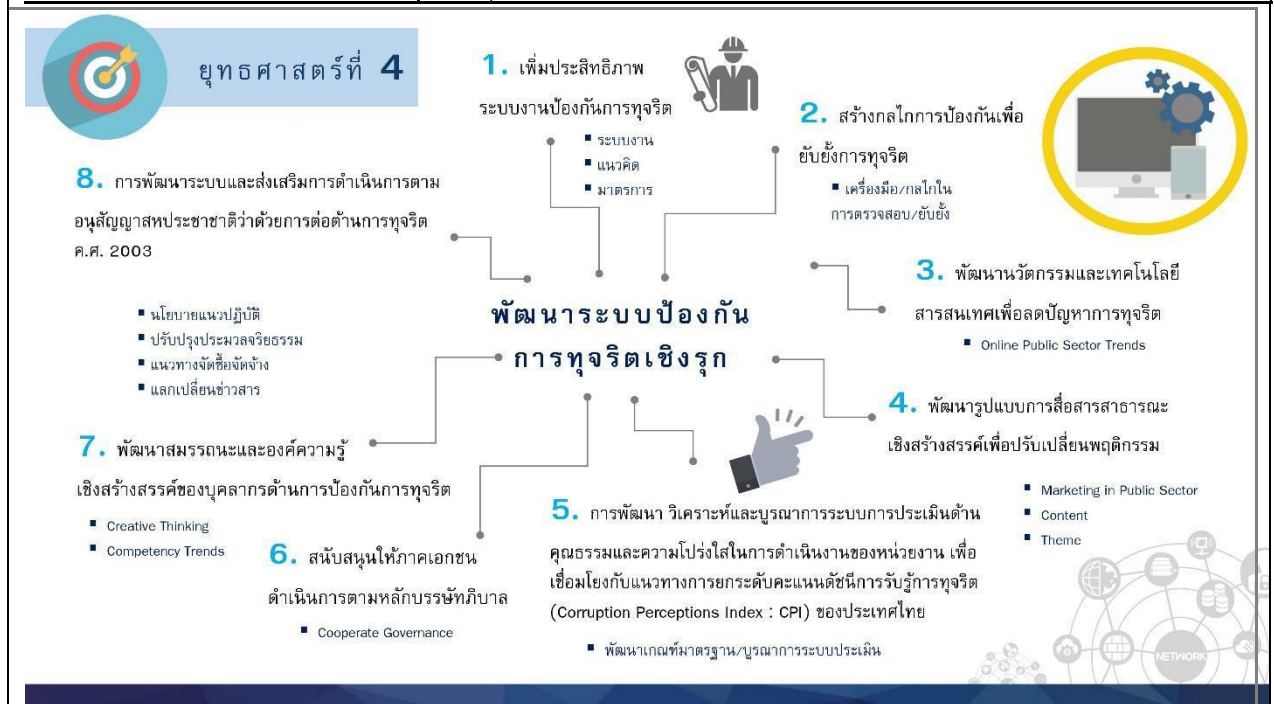 ยุทธศาสตร์ที่ 4
1. เพิ่มประสิทธิภาพ
ระบบงานป้องกันการทุจริต
▪ ระบบงาน
▪ แนวคิด
▪ มาตรการ
2. สร้างกลไกการป้องกันเพื่อ
ยับยั้งการทุจริต
▪ เครื่องมือ/กลไกใน
การตรวจสอบ/ยับยั้ง
3. พัฒนานวัตกรรมและเทคโนโลยี
สารสนเทศเพื่อลดปัญหาการทุจริต
▪ Online Public Sector Trends
4. พัฒนารูปแบบการสื่อสารสาธารณะ
เชิงสร้างสรรค์เพื่อปรับเปลี่ยนพฤติกรรม
▪ Marketing in Public Sector
▪ Content
▪ Theme
5. การพัฒนา วิเคราะห์และบูรณาการระบบการประเมินด้าน
คุณธรรมและความโปร่งใสในการดำเนินงานของหน่วยงาน เพื่อ
เชื่อมโยงกับแนวทางการยกระดับคะแนนดัชนีการรับรู้การทุจริต
(Corruption Perceptions Index : CPI) ของประเทศไทย
▪ พัฒนาเกณฑ์มาตรฐาน/บูรณาการระบบประเมิน
6. สนับสนุนให้ภาคเอกชน
ดำเนินการตามหลักบรรษัทภิบาล
▪ Cooperate Governance
7. พัฒนาสมรรถนะและองค์ความรู้
เชิงสร้างสรรค์ของบุคลากรด้านการป้องกันการทุจริต
▪ Creative Thinking
▪ Competency Trends
8. การพัฒนาระบบและส่งเสริมการดำเนินการตาม
อนุสัญญาสหประชาชาติว่าด้วยการต่อต้านการทุจริต
ค.ศ. 2003
▪ นโยบายแนวปฏิบัติ
▪ ปรับปรุงประมวลจริยธรรม
▪ แนวทางจัดซื้อจัดจ้าง
▪ แลกเปลี่ยนข่าวสาร
พัฒนาระบบป้องกัน
การทุจริตเชิงรุก
NETWORK